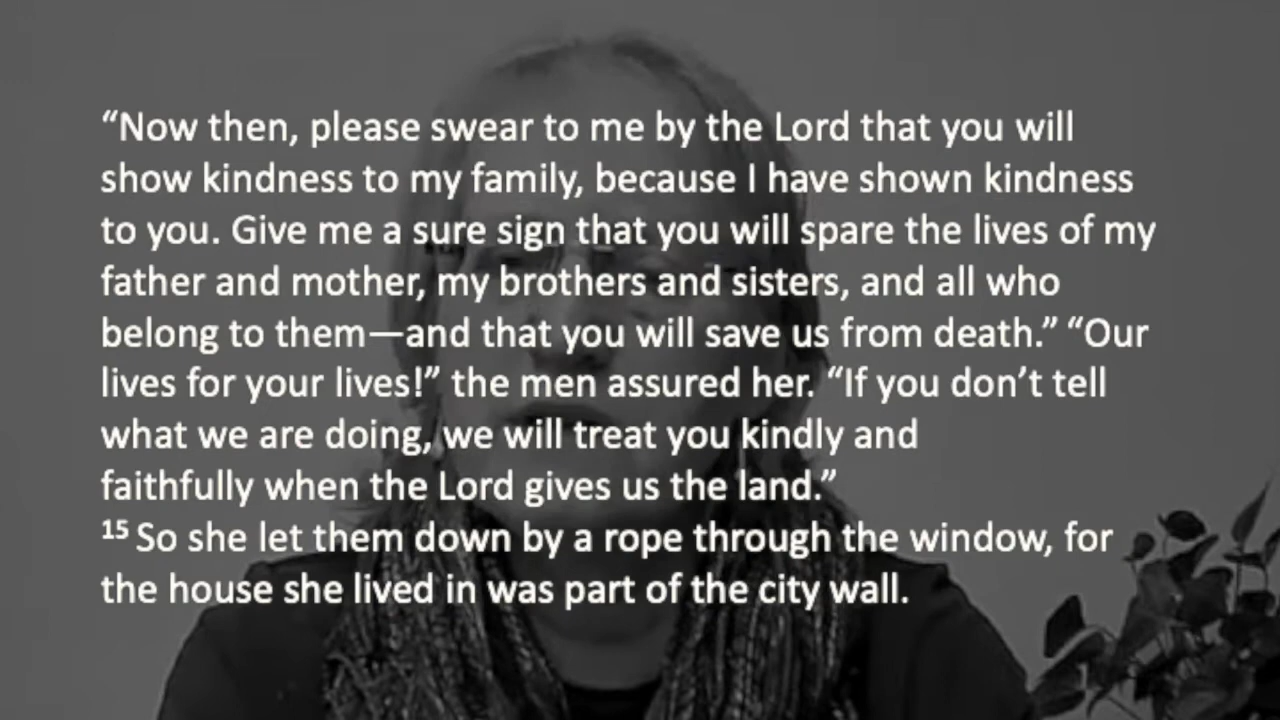 “Now then, please swear to me by the Lord that you will
show kindness to my family, because I have shown kindness
to you. Give me a sure sign that you will spare the lives of my
father and mother, my brothers and sisters, and all who
belong to them—and that you will save us from death.” “Our
lives for your lives!” the men assured her. “If you don’t tell
what we are doing, we will treat you kindly and
faithfully when the Lord gives us the land.”
15 So she let them down by a rope through the window, for
the house she lived in was part of the city wall.